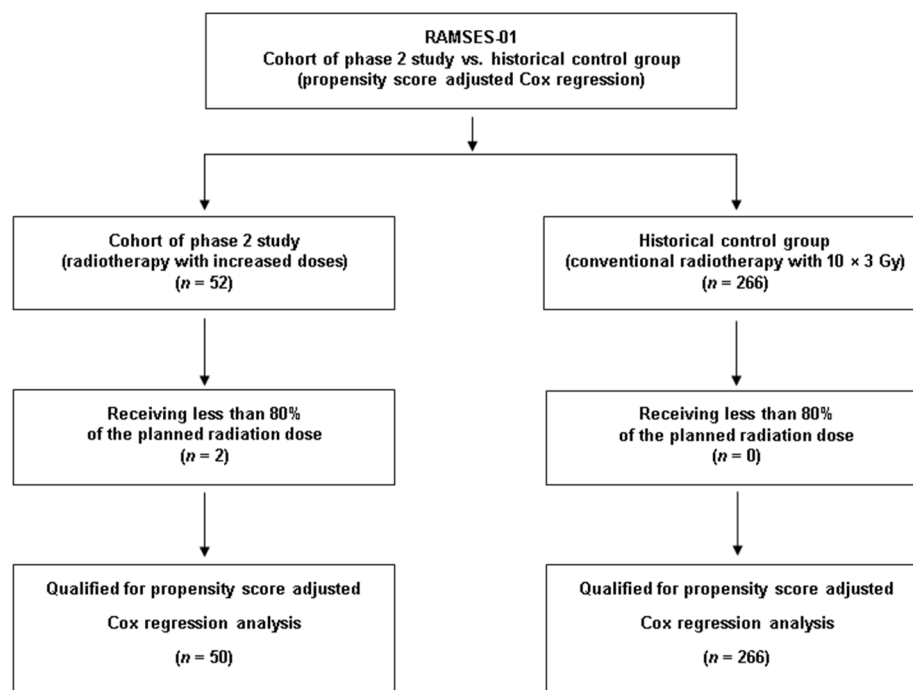 RAMSES-01
Cohort of phase 2 study vs. historical control group
(propensity score adjusted Cox regression)
Cohort of phase 2 study
(radiotherapy with increased doses)
(n = 52)
Historical control group
(conventional radiotherapy with 10 × 3 Gy)
(n = 266)
Receiving less than 80%
of the planned radiation dose
(n = 2)
Receiving less than 80%
of the planned radiation dose
(n = 0)
Qualified for propensity score adjusted
Cox regression analysis
(n = 50)
Qualified for propensity score adjusted
Cox regression analysis
(n = 266)